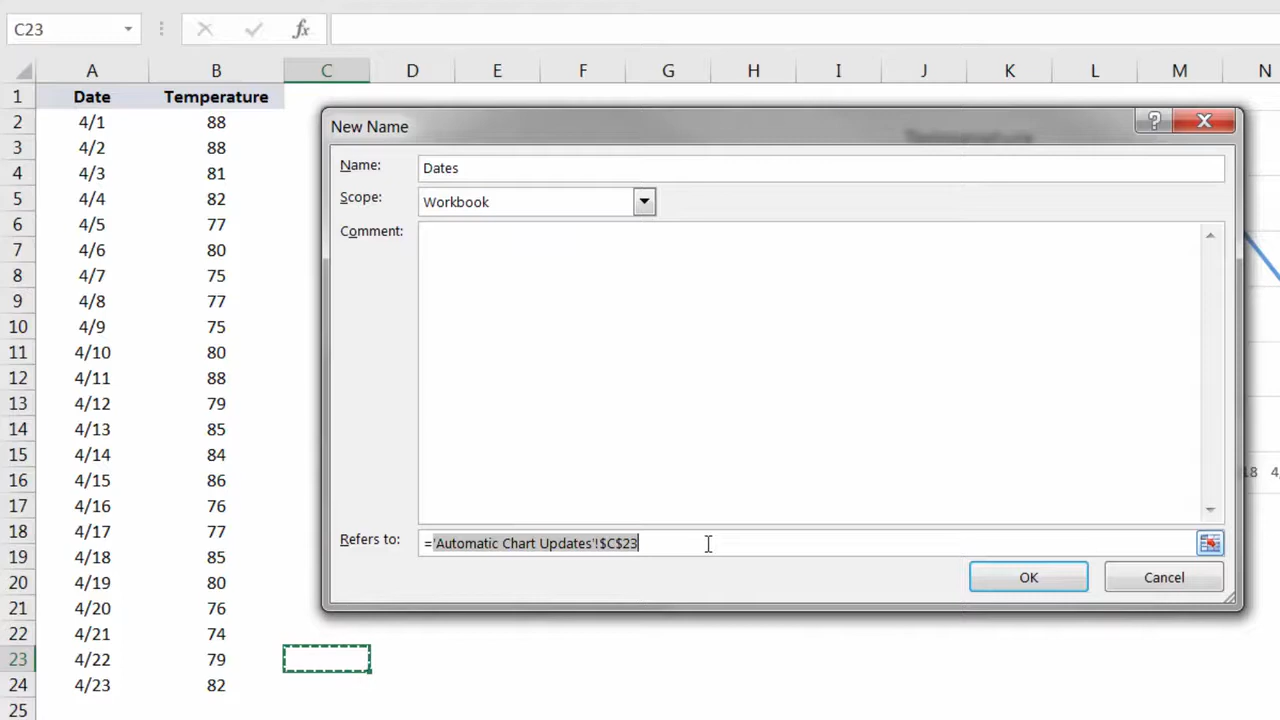 C23
fx
A B C D E F G H I J K L M N
1 Date Temperature
2 4/1 88
3 4/2 88
4 4/3 81
5 4/4 82
6 4/5 77
7 4/6 80
8 4/7 75
9 4/8 77
10 4/9 75
11 4/10 80
12 4/11 88
13 4/12 79
14 4/13 85
15 4/14 84
16 4/15 86
17 4/16 76
18 4/17 77
19 4/18 85
20 4/19 80
21 4/20 76
22 4/21 74
23 4/22 79
24 4/23 82
25
New Name
?
Temperature
Name: Dates
Scope: Workbook
Comment:
Refers to: ='Automatic Chart Updates'!$C$23
OK Cancel
18 4/